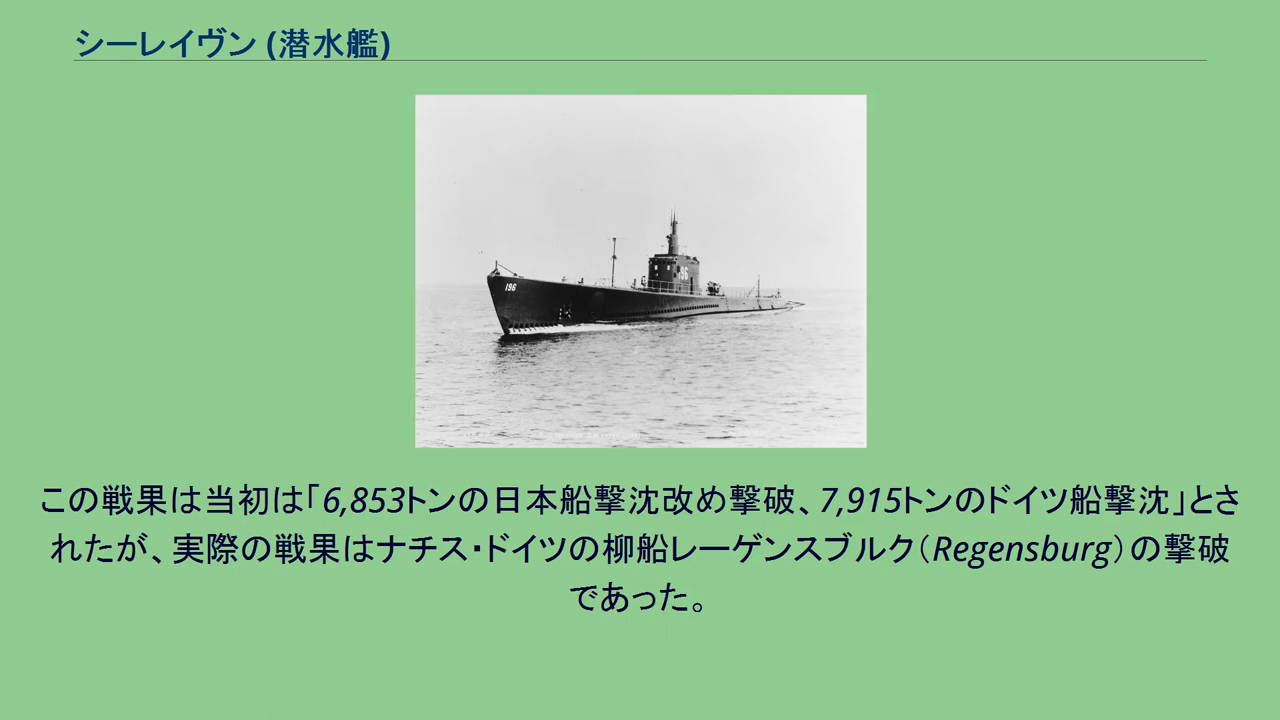 シーレイヴン (潜水艦)
196
96
この戦果は当初は「6,853トンの日本船撃沈改め撃破、7,915トンのドイツ船撃沈」とさ
れたが、実際の戦果はナチス・ドイツの柳船レーゲンスブルク（Regensburg）の撃破
であった。